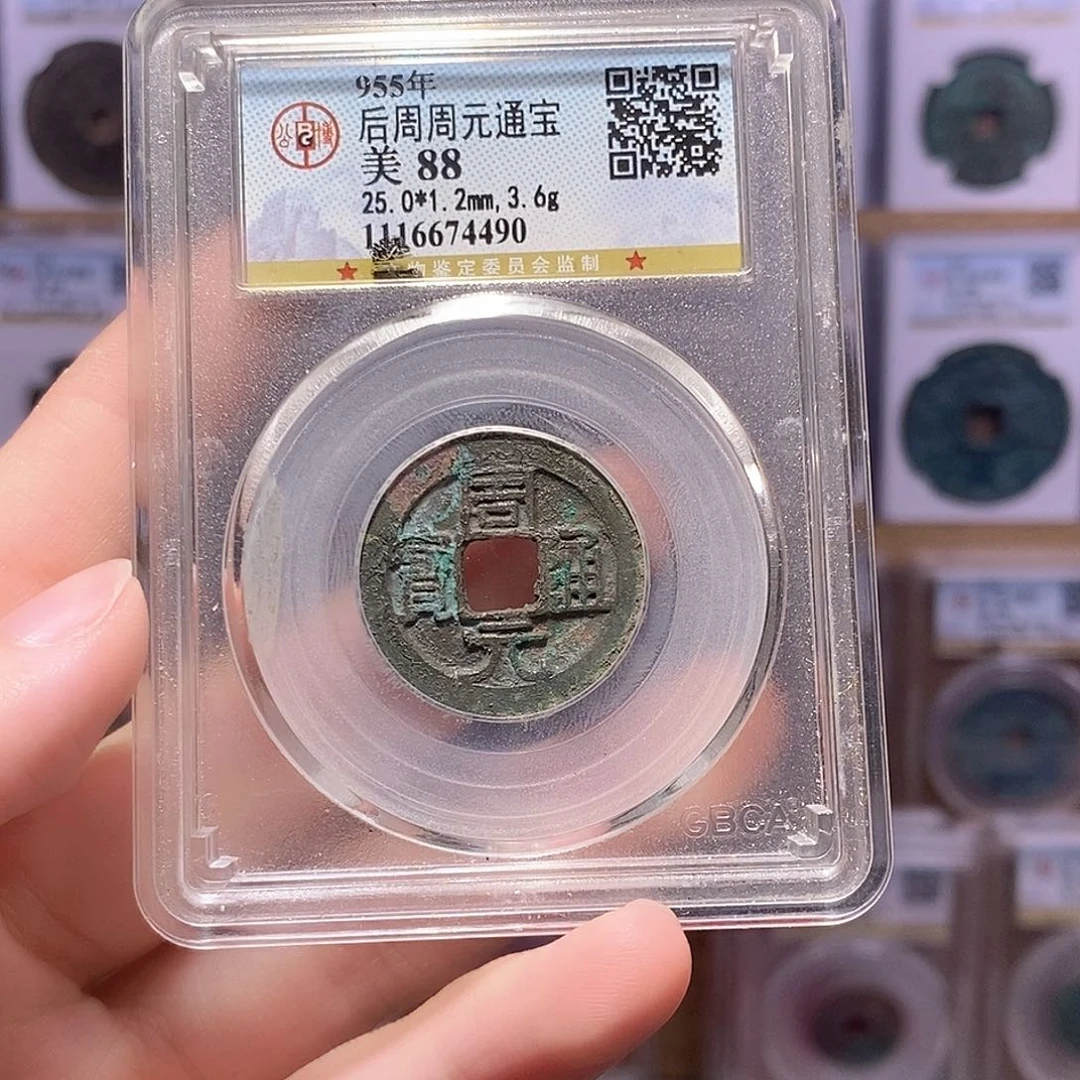 955年
后周周元通宝
美 88
25.0*1.2mm,3.6g
1116674490
物鉴定委员会监制
周元通寳
GBCA